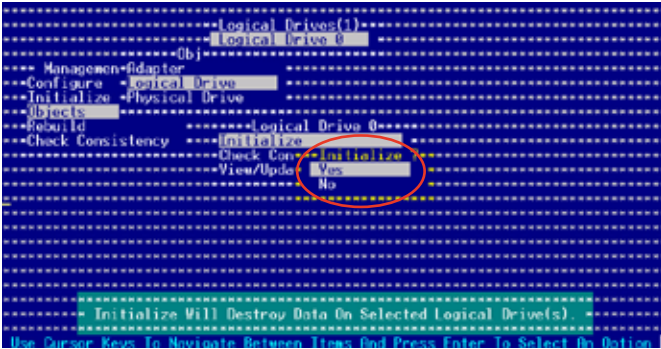 Logical Drives(1)
Logical Drive 0
Obj
Managemen Adapter
Configure Logical Drive
Initialize Physical Drive
Objects
Rebuild Logical Drive 0
Check Consistency Initialize
Check Con Initialize ?
View/Upda Yes
No
Initialize Will Destroy Data On Selected Logical Drive(s).
Use Cursor Keys To Navigate Between Items And Press Enter To Select An Option